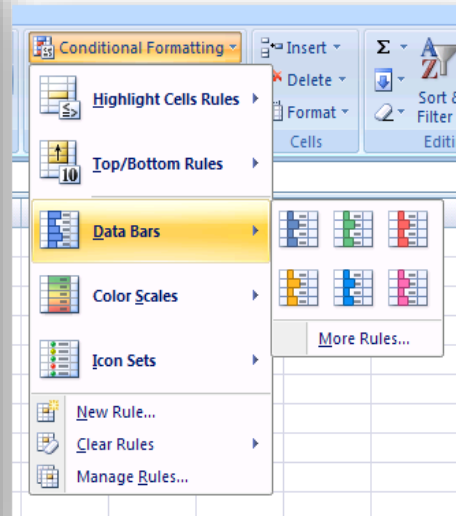 Conditional Formatting
Insert
Σ
Delete
Format
Sort &
Filter
Cells
Editi
Highlight Cells Rules
Top/Bottom Rules
10
Data Bars
Color Scales
Icon Sets
More Rules...
New Rule...
Clear Rules
Manage Rules...